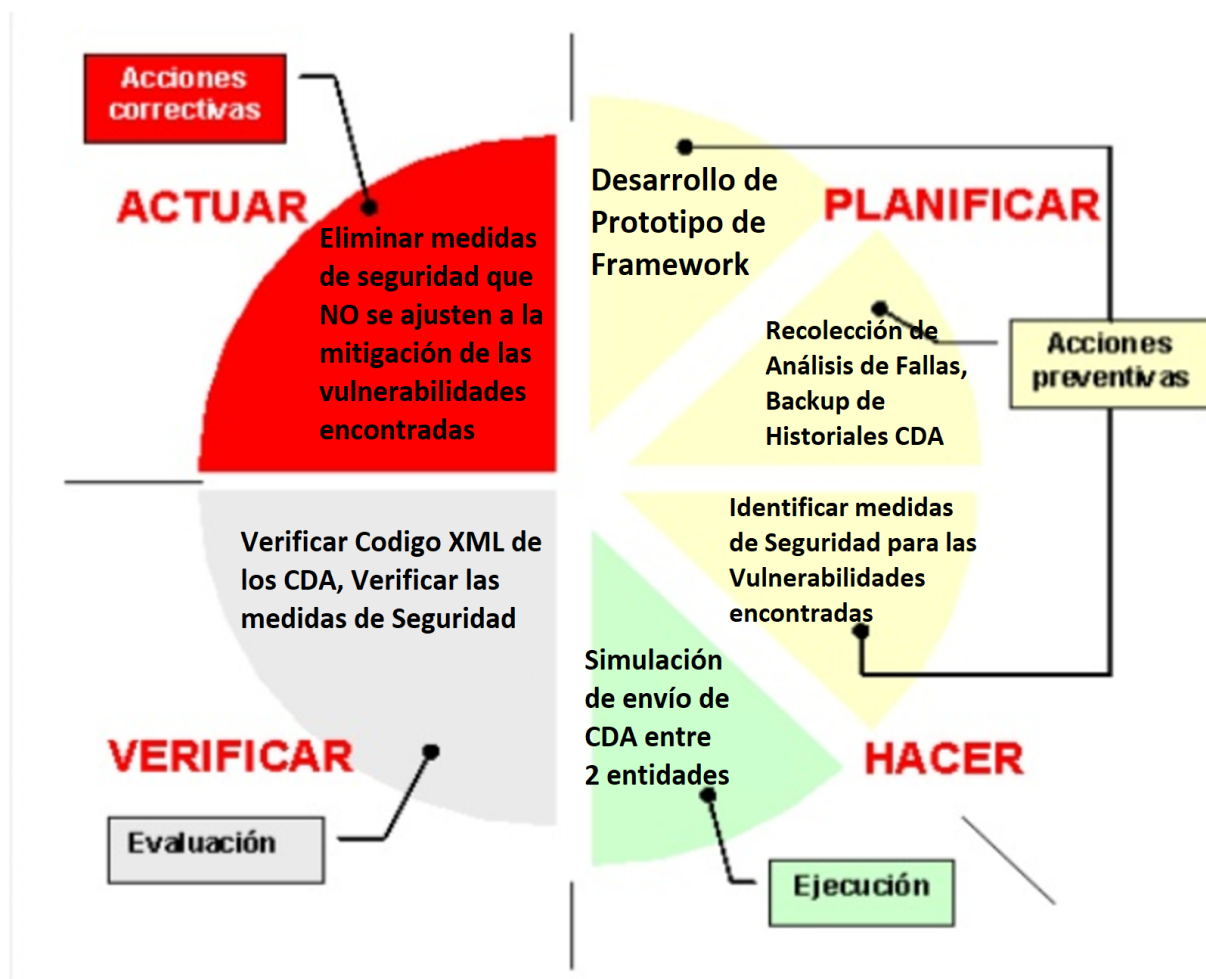 Acciones
correctivas
ACTUAR
Eliminar medidas
de seguridad que
NO se ajusten a la
mitigación de las
vulnerabilidades
encontradas
Desarrollo de
Prototipo de
Framework
PLANIFICAR
Recolección de
Análisis de Fallas,
Backup de
Historiales CDA
Acciones
preventivas
Identificar medidas
de Seguridad para las
Vulnerabilidades
encontradas
Verificar Codigo XML de
los CDA, Verificar las
medidas de Seguridad
Simulación
de envío de
CDA entre
2 entidades
VERIFICAR
HACER
Evaluación
Ejecución